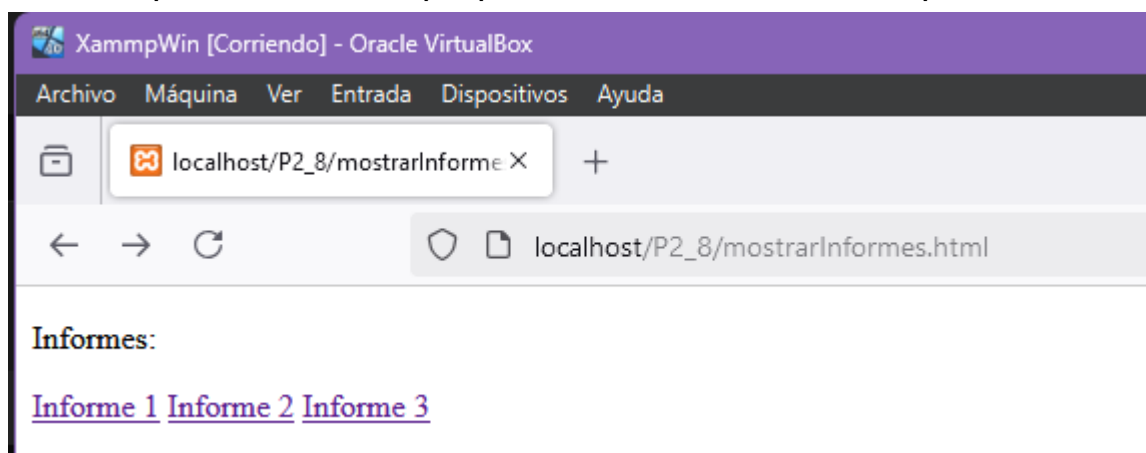 XammpWin [Corriendo] - Oracle VirtualBox
Archivo Máquina Ver Entrada Dispositivos Ayuda
localhost/P2_8/mostrarInforme
localhost/P2_8/mostrarInformes.html
Informes:
Informe 1 Informe 2 Informe 3